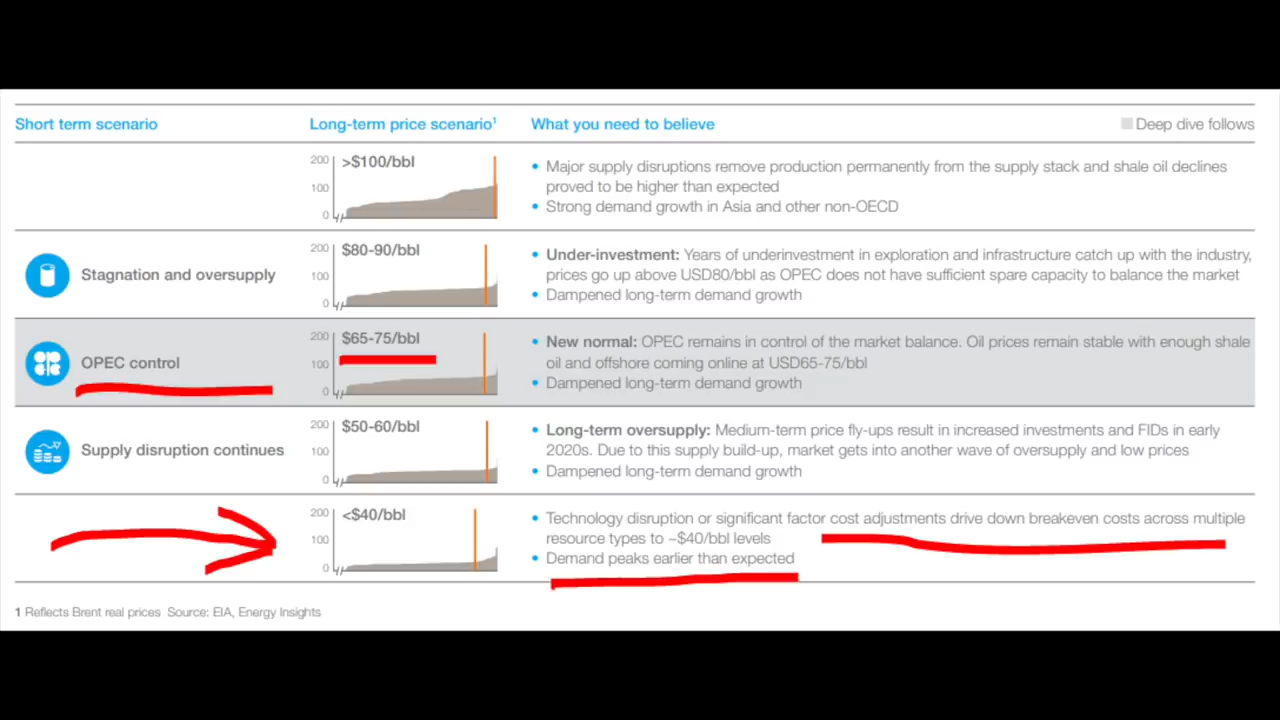 Short term scenario
Long-term price scenario¹
What you need to believe
Deep dive follows
200
100
0
>$100/bbl
• Major supply disruptions remove production permanently from the supply stack and shale oil declines
proved to be higher than expected
• Strong demand growth in Asia and other non-OECD
Stagnation and oversupply
200
100
0
$80-90/bbl
• Under-investment: Years of underinvestment in exploration and infrastructure catch up with the industry,
prices go up above USD80/bbl as OPEC does not have sufficient spare capacity to balance the market
• Dampened long-term demand growth
OPEC control
200
100
0
$65-75/bbl
• New normal: OPEC remains in control of the market balance. Oil prices remain stable with enough shale
oil and offshore coming online at USD65-75/bbl
• Dampened long-term demand growth
Supply disruption continues
200
100
0
$50-60/bbl
• Long-term oversupply: Medium-term price fly-ups result in increased investments and FIDs in early
2020s. Due to this supply build-up, market gets into another wave of oversupply and low prices
• Dampened long-term demand growth
200
100
0
<$40/bbl
• Technology disruption or significant factor cost adjustments drive down breakeven costs across multiple
resource types to ~$40/bbl levels
• Demand peaks earlier than expected
1 Reflects Brent real prices Source: EIA, Energy Insights